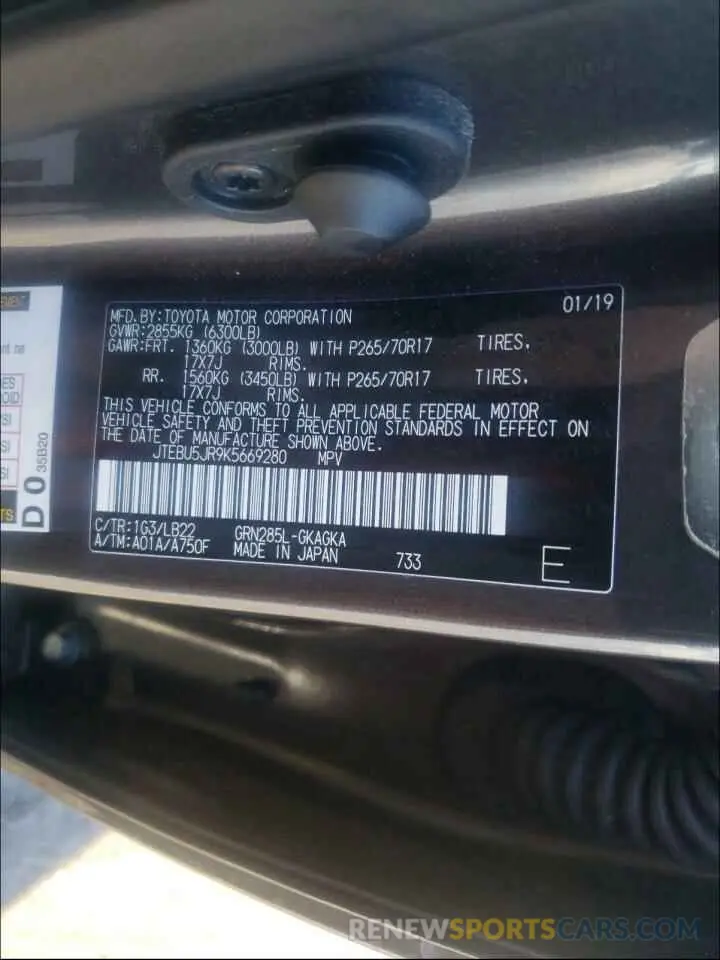 MFD.BY:TOYOTA MOTOR CORPORATION 01/19
GVWR:2855KG (6300LB)
GAWR:FRT. 1360KG (3000LB) WITH P265/70R17 TIRES,
17X7J RIMS.
RR. 1560KG (3450LB) WITH P265/70R17 TIRES,
17X7J RIMS.
THIS VEHICLE CONFORMS TO ALL APPLICABLE FEDERAL MOTOR
VEHICLE SAFETY AND THEFT PREVENTION STANDARDS IN EFFECT ON
THE DATE OF MANUFACTURE SHOWN ABOVE.
JTEBU5JR9K5669280 MPV
C/TR:1G3/LB22 GRN285L-GKAGKA
A/TM:A01A/A750F MADE IN JAPAN 733 E
D0 35B20
RENEWSPORTSCARS.COM